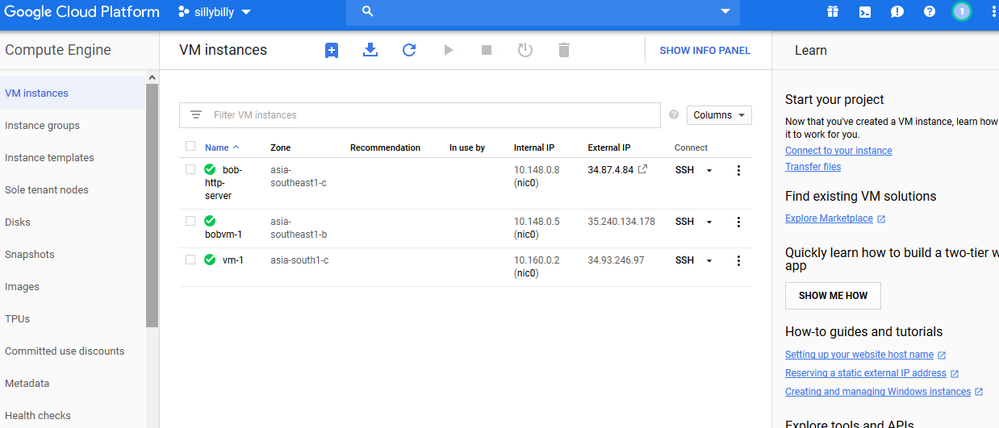 Google Cloud Platform
sillybilly
1
Compute Engine
VM instances
SHOW INFO PANEL
Learn
VM instances
Instance groups
Instance templates
Sole tenant nodes
Disks
Snapshots
Images
TPUs
Committed use discounts
Metadata
Health checks
Filter VM instances
Columns
Name Zone Recommendation In use by Internal IP External IP Connect
bob- asia- 10.148.0.8 34.87.4.84 SSH
http- southeast1-c (nic0)
server
asia- 10.148.0.5 35.240.134.178 SSH
bobvm-1 southeast1-b (nic0)
vm-1 asia-south1-c 10.160.0.2 34.93.246.97 SSH
(nic0)
Start your project
Now that you've created a VM instance, learn how
it to work for you.
Connect to your instance
Transfer files
Find existing VM solutions
Explore Marketplace
Quickly learn how to build a two-tier w
app
SHOW ME HOW
How-to guides and tutorials
Setting up your website host name
Reserving a static external IP address
Creating and managing Windows instances
Explore tools and APIs